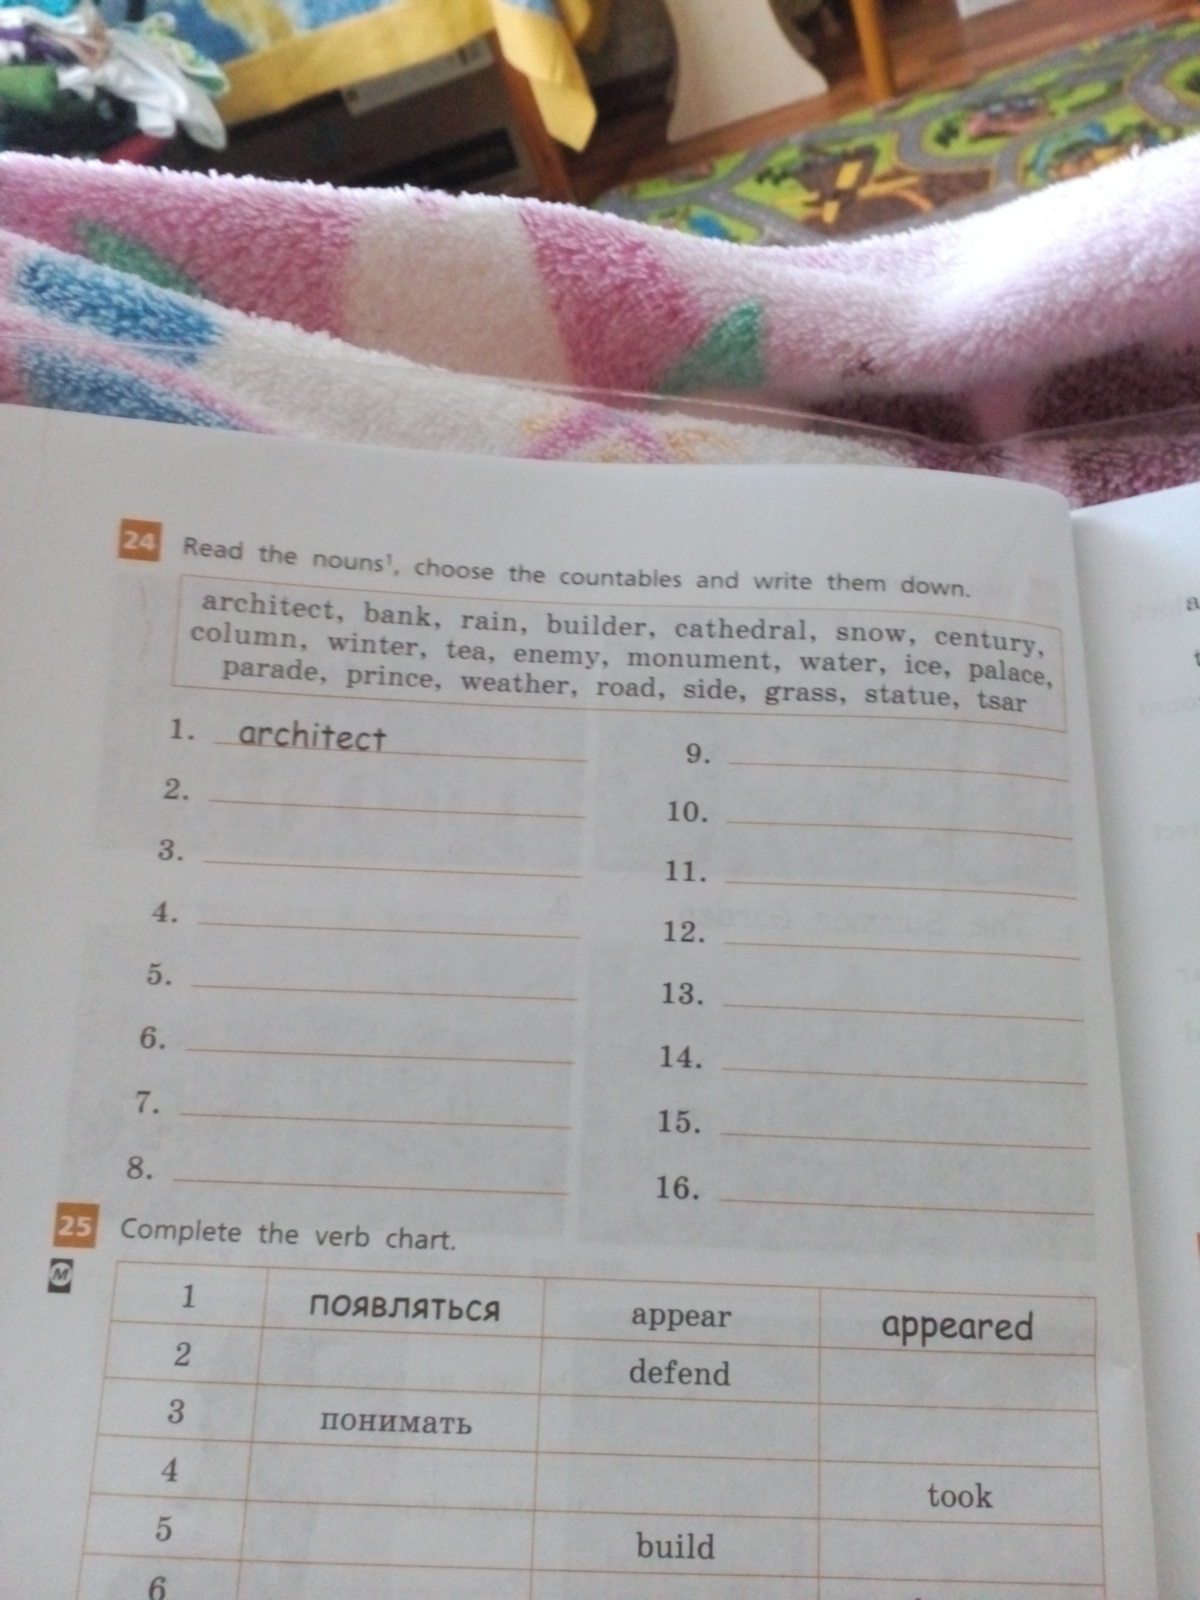 24 Read the nouns¹, choose the countables and write them down.
architect, bank, rain, builder, cathedral, snow, century,
column, winter, tea, enemy, monument, water, ice, palace,
parade, prince, weather, road, side, grass, statue, tsar
1. architect
2.
3.
4.
5.
6.
7.
8.
9.
10.
11.
12.
13.
14.
15.
16.
25 Complete the verb chart.
M
1 появляться appear appeared
2 defend
3 понимать
4 took
5 build
6